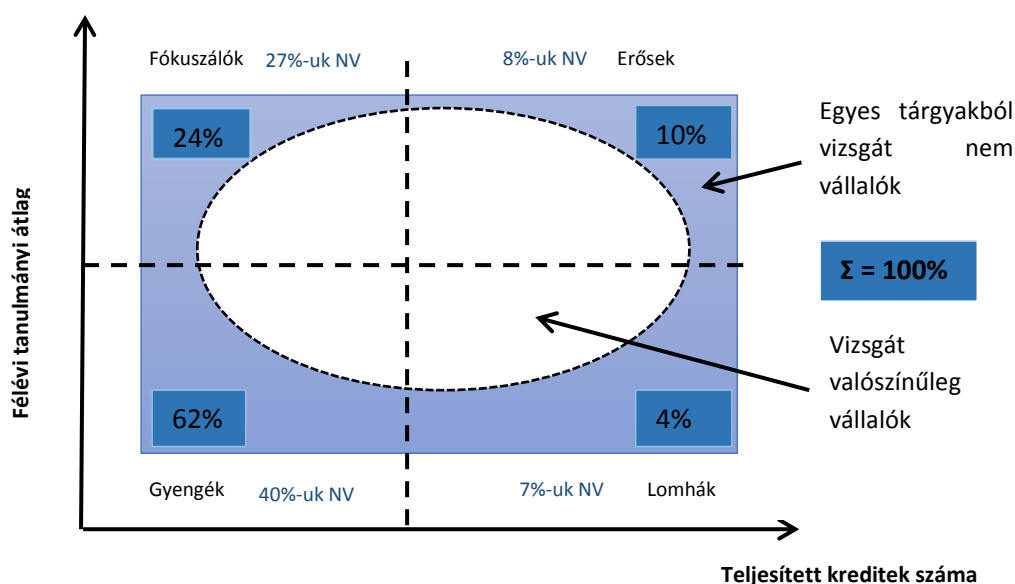 Fókuszálók 27%-uk NV 8%-uk NV Erősek
24% 10%
Egyes tárgyakból
vizsgát nem
vállalók
Félévi tanulmányi átlag
Σ = 100%
Vizsgát
valószínűleg
vállalók
62% 4%
Gyengék 40%-uk NV 7%-uk NV Lomhák
Teljesített kreditek száma